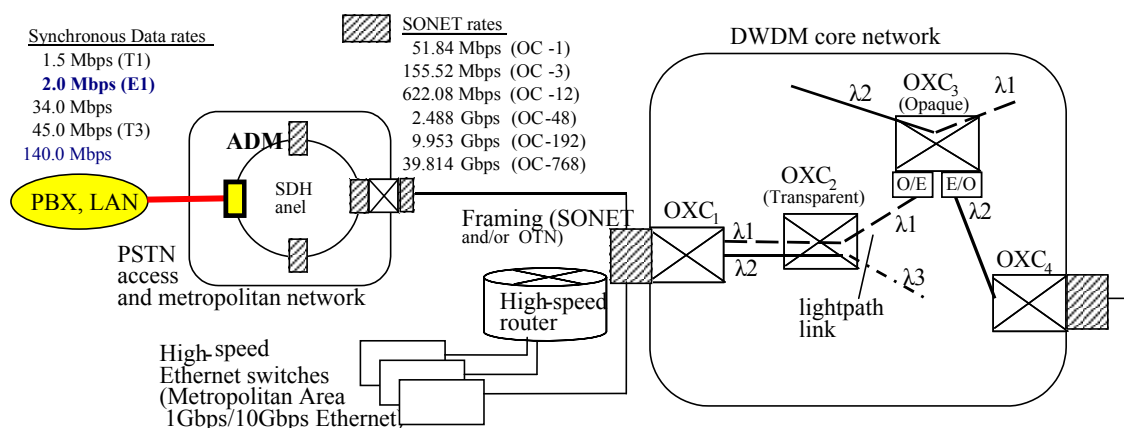 Synchronous Data rates
1.5 Mbps (T1)
2.0 Mbps (E1)
34.0 Mbps
45.0 Mbps (T3)
140.0 Mbps
SONET rates
51.84 Mbps (OC -1)
155.52 Mbps (OC -3)
622.08 Mbps (OC -12)
2.488 Gbps (OC-48)
9.953 Gbps (OC-192)
39.814 Gbps (OC-768)
ADM
SDH
anel
PBX, LAN
PSTN
access
and metropolitan network
Framing (SONET
and/or OTN)
High-speed
router
High-speed
Ethernet switches
(Metropolitan Area
1Gbps/10Gbps Ethernet)
DWDM core network
OXC1
λ1
λ2
OXC2
(Transparent)
λ2
OXC3
(Opaque)
λ1
O/E
E/O
λ1
λ2
λ3
lightpath
link
OXC4